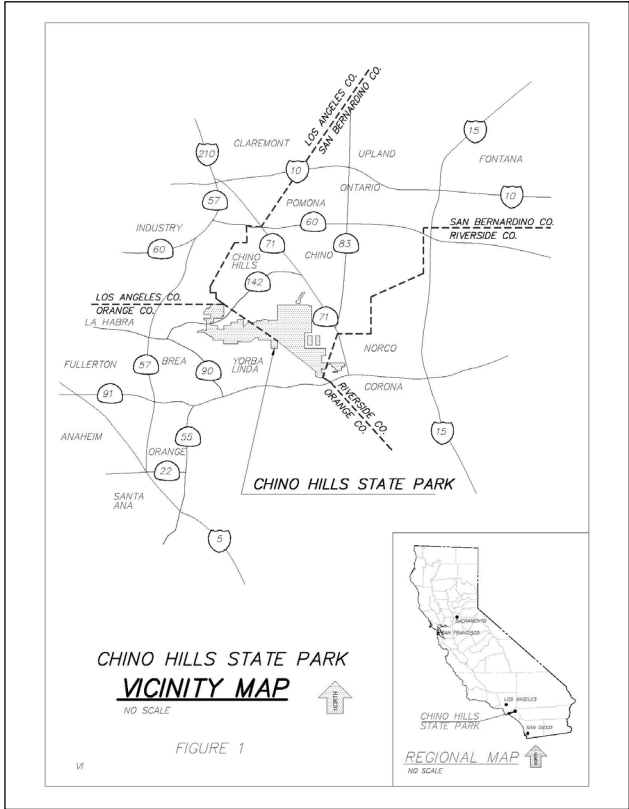 LOS ANGELES CO.
SAN BERNARDINO CO.
15
CLAREMONT
210
UPLAND
FONTANA
10
ONTARIO
57
10
POMONA
INDUSTRY
60
SAN BERNARDINO CO.
RIVERSIDE CO.
60
71
CHINO
83
CHINO
HILLS
142
LOS ANGELES CO.
ORANGE CO.
71
LA HABRA
NORCO
FULLERTON
57
BREA
90
YORBA
LINDA
CORONA
91
RIVERSIDE CO.
ORANGE CO.
55
15
ANAHEIM
ORANGE
22
CHINO HILLS STATE PARK
SANTA
ANA
5
SACRAMENTO
SAN FRANCISCO
LOS ANGELES
CHINO HILLS
STATE PARK
SAN DIEGO
REGIONAL MAP
NORTH
NO SCALE
CHINO HILLS STATE PARK
VICINITY MAP
NORTH
NO SCALE
FIGURE 1
VI